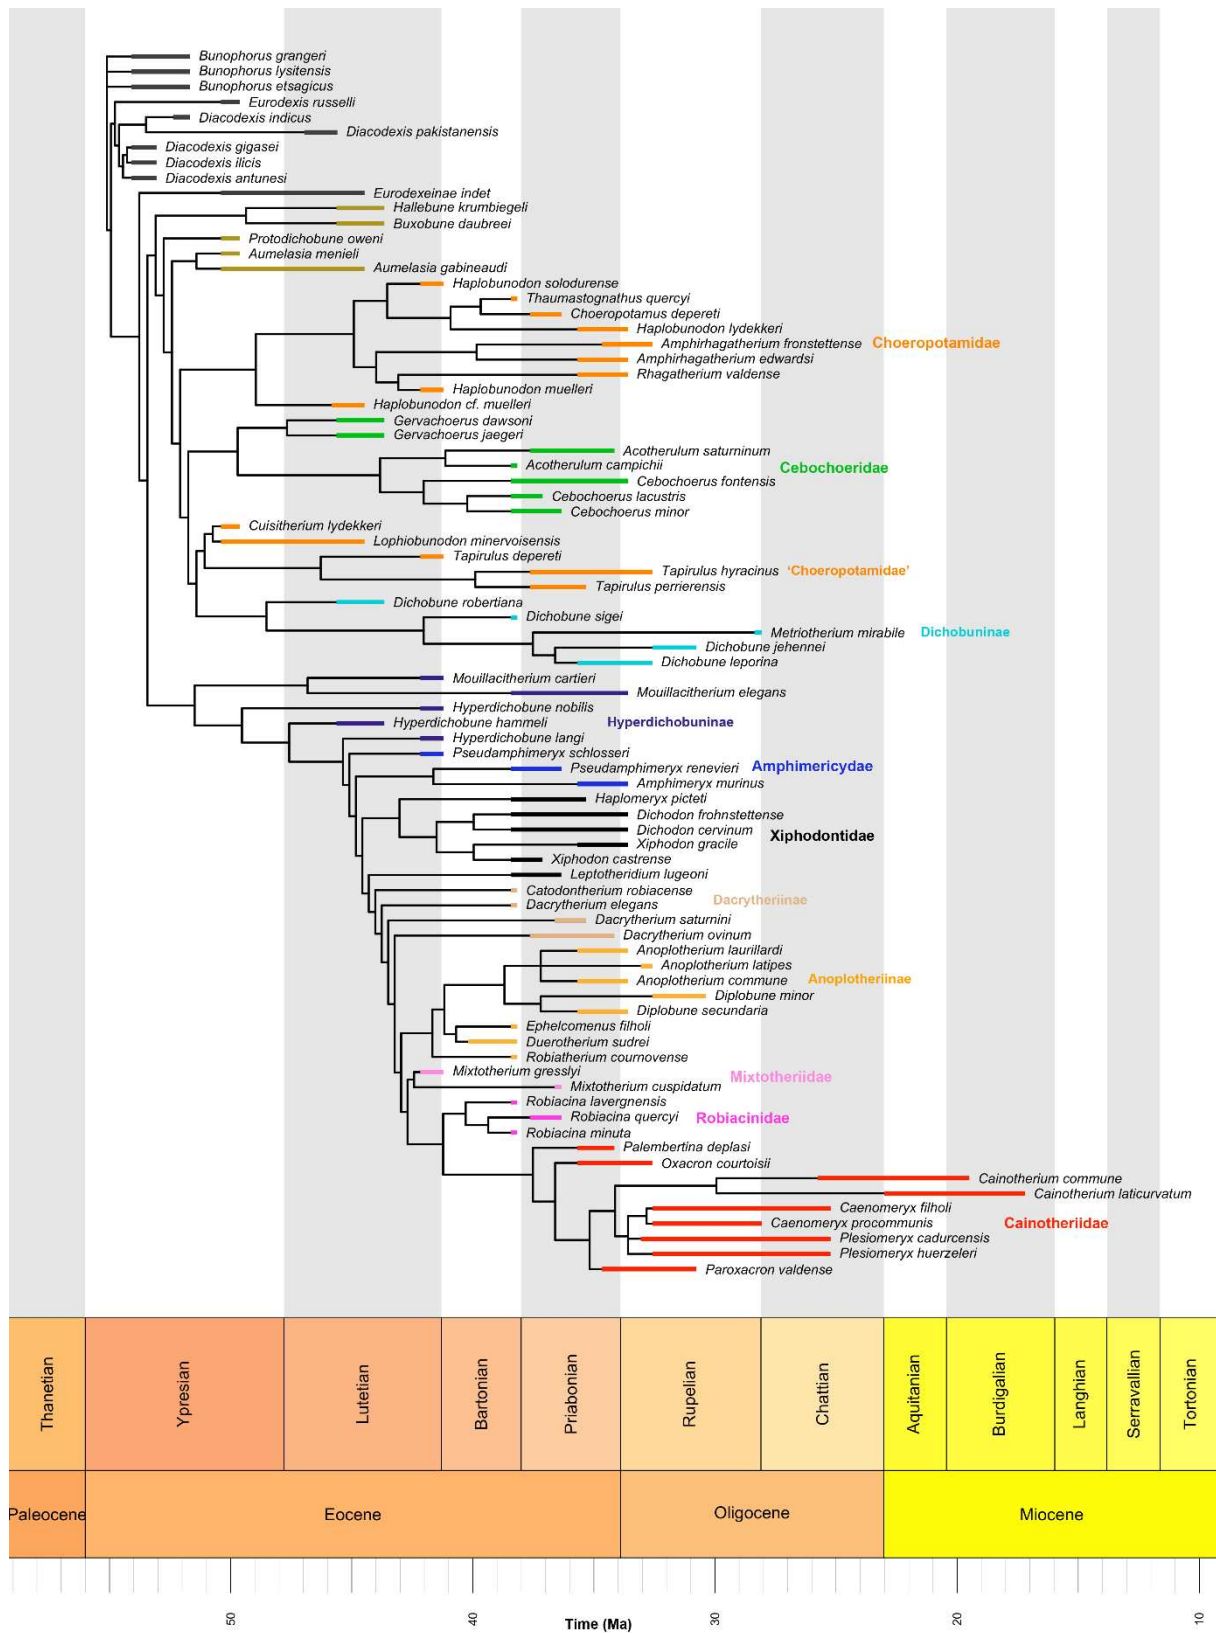 Bunophorus grangeri
Bunophorus lysitensis
Bunophorus etsagicus
Eurodexis russelli
Diacodexis indicus
Diacodexis pakistanensis
Diacodexis gigasei
Diacodexis ilicis
Diacodexis antunesi
Eurodexeinae indet
Hallebune krumbiegeli
Buxobune daubreei
Protodichobune oweni
Aumelasia menieli
Aumelasia gabineaudi
Haplobunodon solodurense
Thaumastognathus quercyi
Choeropotamus depereti
Haplobunodon lydekkeri
Amphirhagatherium fronstettense Choeropotamidae
Amphirhagatherium edwardsi
Rhagatherium valdense
Haplobunodon muelleri
Haplobunodon cf. muelleri
Gervachoerus dawsoni
Gervachoerus jaegeri
Acotherulum saturninum
Acotherulum campichii Cebochoeridae
Cebochoerus fontensis
Cebochoerus lacustris
Cebochoerus minor
Cuisitherium lydekkeri
Lophiobunodon minervoisensis
Tapirulus depereti
Tapirulus hyracinus ‘Choeropotamidae’
Tapirulus perrierensis
Dichobune robertiana
Dichobune sigei
Metriotherium mirabile Dichobuninae
Dichobune jehennei
Dichobune leporina
Mouillacitherium cartieri
Mouillacitherium elegans
Hyperdichobune nobilis
Hyperdichobune hammeli Hyperdichobuninae
Hyperdichobune langi
Pseudamphimeryx schlosseri
Pseudamphimeryx renevieri Amphimericydae
Amphimeryx murinus
Haplomeryx picteti
Dichodon frohnstettense
Dichodon cervinum Xiphodontidae
Xiphodon gracile
Xiphodon castrense
Leptotheridium lugeoni
Catodontherium robiacense
Dacrytherium elegans Dacrytheriinae
Dacrytherium saturnini
Dacrytherium ovinum
Anoplotherium laurillardi
Anoplotherium latipes
Anoplotherium commune Anoplotheriinae
Diplobune minor
Diplobune secundaria
Ephelcomenus filholi
Duerotherium sudrei
Robiatherium cournovense
Mixtotherium gresslyi Mixtotheriidae
Mixtotherium cuspidatum
Robiacina lavergnensis
Robiacina quercyi Robiacinidae
Robiacina minuta
Palembertina deplasi
Oxacron courtoisii
Cainotherium commune
Cainotherium laticurvatum
Caenomeryx filholi
Caenomeryx procommunis Cainotheriidae
Plesiomeryx cadurcensis
Plesiomeryx huerzeleri
Paroxacron valdense
Thanetian Ypresian Lutetian Bartonian Priabonian Rupelian Chattian Aquitanian Burdigalian Langhian Serravallian Tortonian
Paleocene Eocene Oligocene Miocene
50 40 30 20 10
Time (Ma)